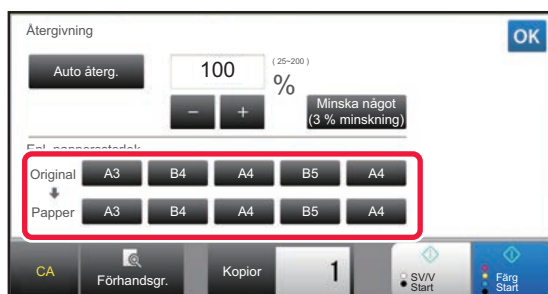 Återgivning
OK
Auto återg.
100
(25~200)
%
−
+
Minska något
(3 % minskning)
Original
A3
B4
A4
B5
A4
Papper
A3
B4
A4
B5
A4
CA
Förhandsgr.
Kopior
1
SV/V
Start
Färg
Start